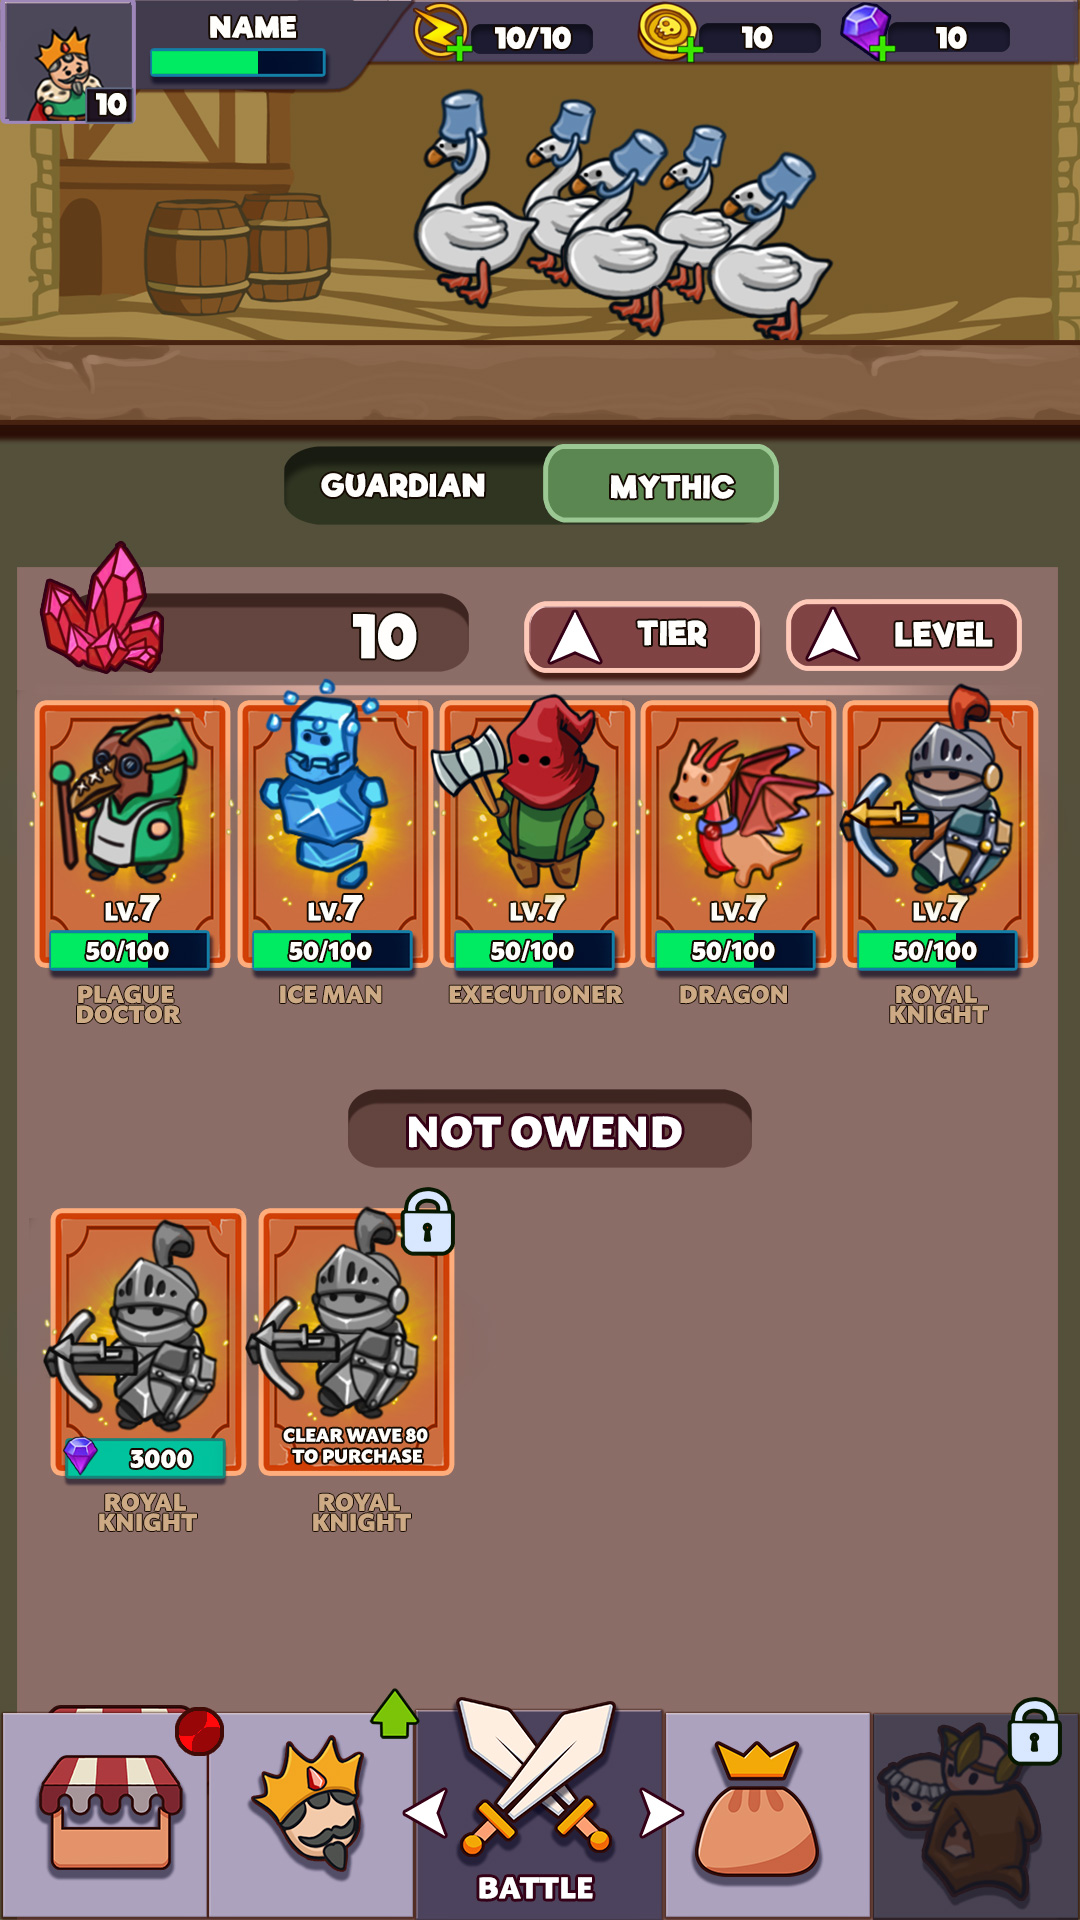 NAME
10
10/10
10
10
GUARDIAN
MYTHIC
10
TIER
LEVEL
LV.7
LV.7
LV.7
LV.7
LV.7
50/100
50/100
50/100
50/100
50/100
PLAGUE
DOCTOR
ICE MAN
EXECUTIONER
DRAGON
ROYAL
KNIGHT
NOT OWEND
3000
CLEAR WAVE 80
TO PURCHASE
ROYAL
KNIGHT
ROYAL
KNIGHT
BATTLE